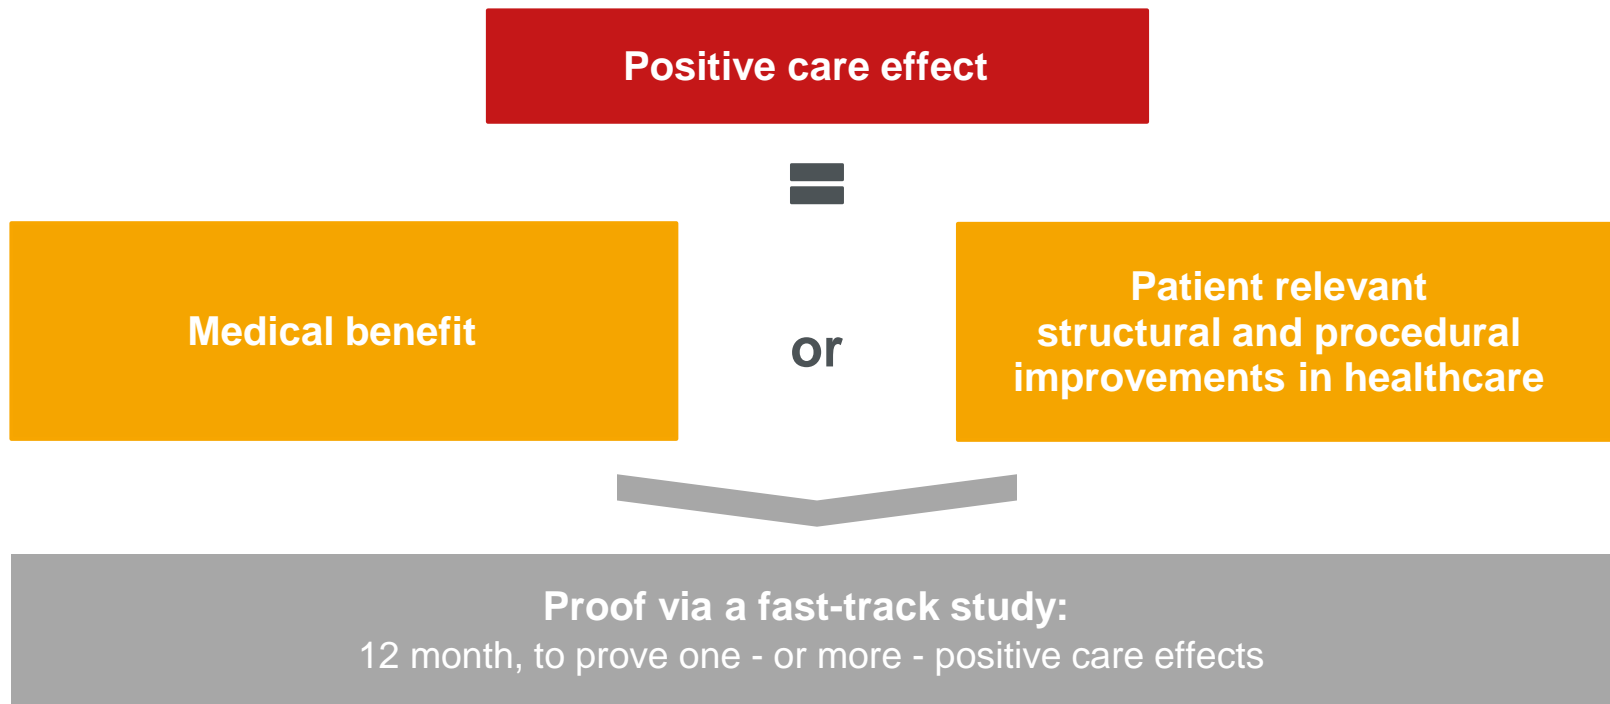 Positive care effect
Medical benefit
or
Patient relevant
structural and procedural
improvements in healthcare
Proof via a fast-track study:
12 month, to prove one - or more - positive care effects